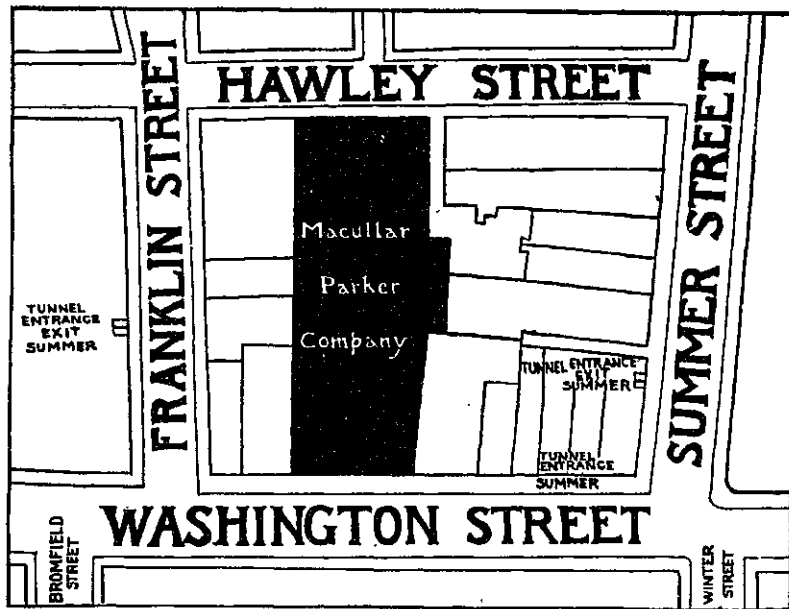 HAWLEY STREET
FRANKLIN STREET
SUMMER STREET
Macullar
Parker
Company
TUNNEL
ENTRANCE
EXIT
SUMMER
TUNNEL ENTRANCE
EXIT
SUMMER
TUNNEL
ENTRANCE
SUMMER
WASHINGTON STREET
BROMFIELD
STREET
WINTER
STREET